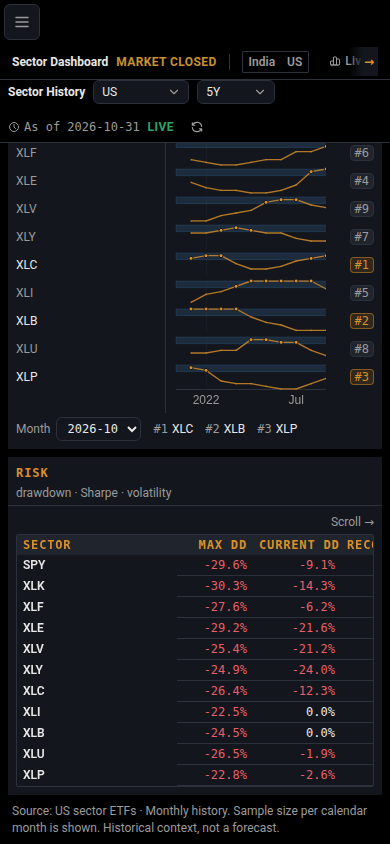 Sector Dashboard MARKET CLOSED India US
Sector History US 5Y
As of 2026-10-31 LIVE
XLF #6
XLE #4
XLV #9
XLY #7
XLC #1
XLI #5
XLB #2
XLU #8
XLP #3
2022 Jul
Month 2026-10 #1 XLC #2 XLB #3 XLP
RISK
drawdown · Sharpe · volatility
Scroll →
SECTOR MAX DD CURRENT DD
SPY -29.6% -9.1%
XLK -30.3% -14.3%
XLF -27.6% -6.2%
XLE -29.2% -21.6%
XLV -25.4% -21.2%
XLY -24.9% -24.0%
XLC -26.4% -12.3%
XLI -22.5% 0.0%
XLB -24.5% 0.0%
XLU -26.5% -1.9%
XLP -22.8% -2.6%
Source: US sector ETFs · Monthly history. Sample size per calendar
month is shown. Historical context, not a forecast.